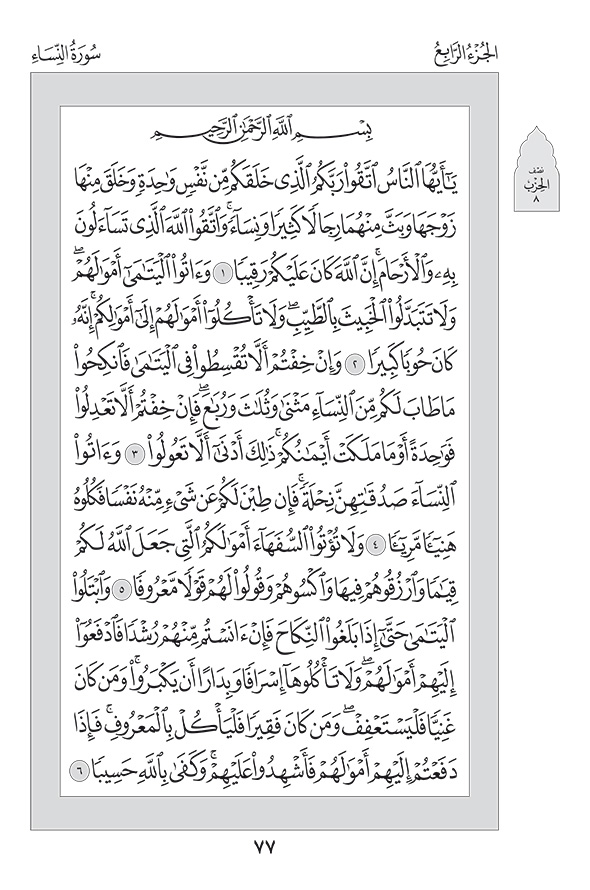 الجُزْءُ الرَّابِعُ
سُورَةُ النِّسَاءِ
بِسْمِ ٱللَّهِ ٱلرَّحْمَٰنِ ٱلرَّحِيمِ
يَٰٓأَيُّهَا ٱلنَّاسُ ٱتَّقُوا۟ رَبَّكُمُ ٱلَّذِى خَلَقَكُم مِّن نَّفْسٍ وَٰحِدَةٍ وَخَلَقَ مِنْهَا
زَوْجَهَا وَبَثَّ مِنْهُمَا رِجَالًا كَثِيرًا وَنِسَآءً ۚ وَٱتَّقُوا۟ ٱللَّهَ ٱلَّذِى تَسَآءَلُونَ
بِهِۦ وَٱلْأَرْحَامَ ۚ إِنَّ ٱللَّهَ كَانَ عَلَيْكُمْ رَقِيبًا ١ وَءَاتُوا۟ ٱلْيَتَٰمَىٰٓ أَمْوَٰلَهُمْ ۖ
وَلَا تَتَبَدَّلُوا۟ ٱلْخَبِيثَ بِٱلطَّيِّبِ ۖ وَلَا تَأْكُلُوٓا۟ أَمْوَٰلَهُمْ إِلَىٰٓ أَمْوَٰلِكُمْ ۚ إِنَّهُۥ
كَانَ حُوبًا كَبِيرًا ٢ وَإِنْ خِفْتُمْ أَلَّا تُقْسِطُوا۟ فِى ٱلْيَتَٰمَىٰ فَٱنكِحُوا۟
مَا طَابَ لَكُم مِّنَ ٱلنِّسَآءِ مَثْنَىٰ وَثُلَٰثَ وَرُبَٰعَ ۖ فَإِنْ خِفْتُمْ أَلَّا تَعْدِلُوا۟
فَوَٰحِدَةً أَوْ مَا مَلَكَتْ أَيْمَٰنُكُمْ ۚ ذَٰلِكَ أَدْنَىٰٓ أَلَّا تَعُولُوا۟ ٣ وَءَاتُوا۟
ٱلنِّسَآءَ صَدُقَٰتِهِنَّ نِحْلَةً ۚ فَإِن طِبْنَ لَكُمْ عَن شَىْءٍ مِّنْهُ نَفْسًا فَكُلُوهُ
هَنِيٓـًٔا مَّرِيٓـًٔا ٤ وَلَا تُؤْتُوا۟ ٱلسُّفَهَآءَ أَمْوَٰلَكُمُ ٱلَّتِى جَعَلَ ٱللَّهُ لَكُمْ
قِيَٰمًا وَٱرْزُقُوهُمْ فِيهَا وَٱكْسُوهُمْ وَقُولُوا۟ لَهُمْ قَوْلًا مَّعْرُوفًا ٥ وَٱبْتَلُوا۟
ٱلْيَتَٰمَىٰ حَتَّىٰٓ إِذَا بَلَغُوا۟ ٱلنِّكَاحَ فَإِنْ ءَانَسْتُم مِّنْهُمْ رُشْدًا فَٱدْفَعُوٓا۟
إِلَيْهِمْ أَمْوَٰلَهُمْ ۖ وَلَا تَأْكُلُوهَآ إِسْرَافًا وَبِدَارًا أَن يَكْبَرُوا۟ ۚ وَمَن كَانَ
غَنِيًّا فَلْيَسْتَعْفِفْ ۖ وَمَن كَانَ فَقِيرًا فَلْيَأْكُلْ بِٱلْمَعْرُوفِ ۚ فَإِذَا
دَفَعْتُمْ إِلَيْهِمْ أَمْوَٰلَهُمْ فَأَشْهِدُوا۟ عَلَيْهِمْ ۚ وَكَفَىٰ بِٱللَّهِ حَسِيبًا ٦
نصف
الحزب
٨
٧٧